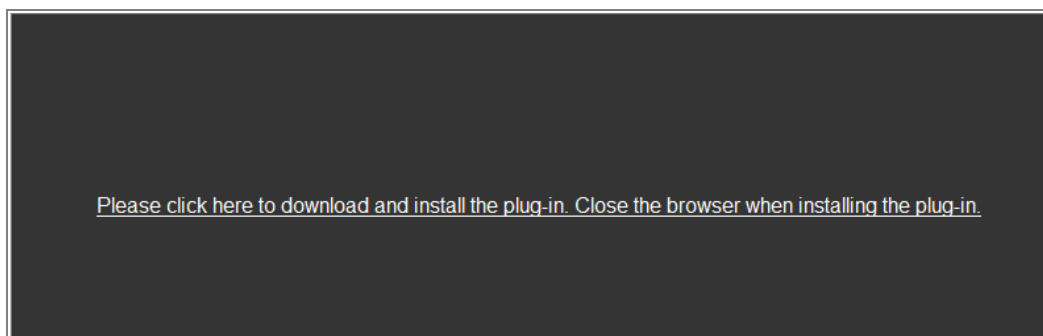 Please click here to download and install the plug-in. Close the browser when installing the plug-in.